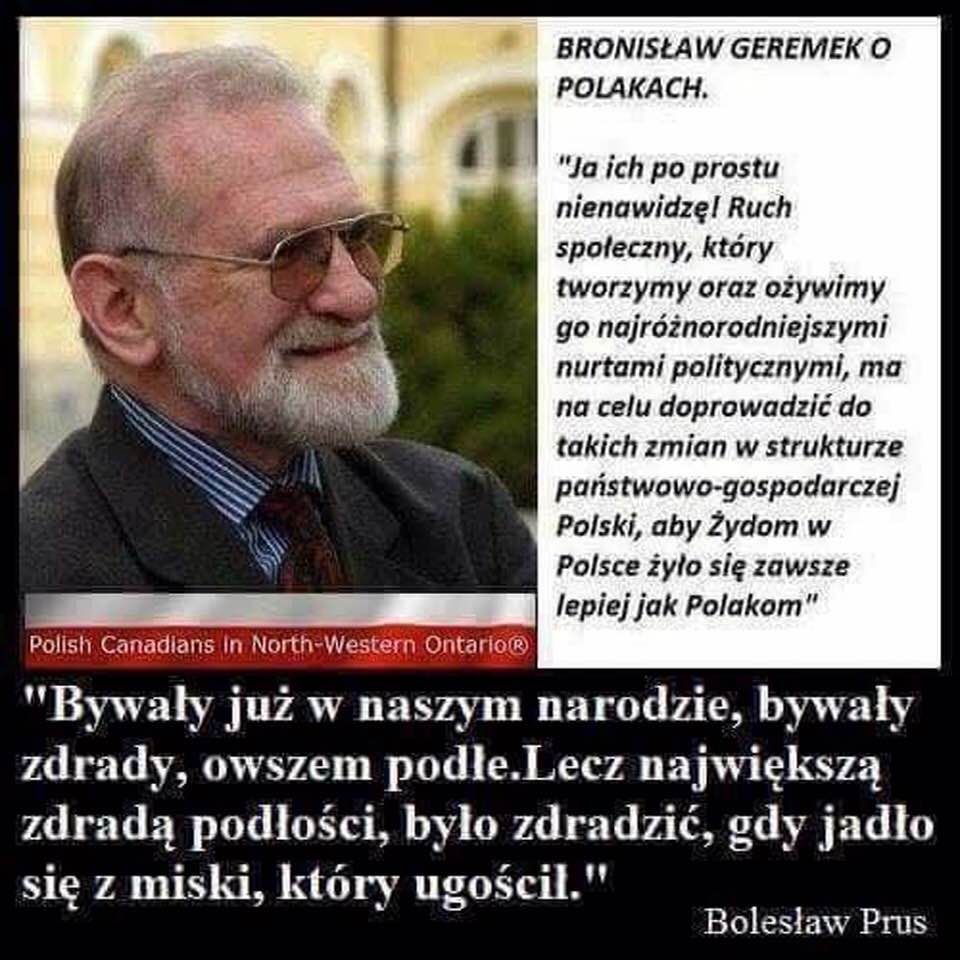 BRONISŁAW GEREMEK O
POLAKACH.
"Ja ich po prostu
nienawidzę! Ruch
społeczny, który
tworzymy oraz ożywimy
go najróżnorodniejszymi
nurtami politycznymi, ma
na celu doprowadzić do
takich zmian w strukturze
państwowo-gospodarczej
Polski, aby Żydom w
Polsce żyło się zawsze
lepiej jak Polakom"
Polish Canadians in North-Western Ontario®
"Bywały już w naszym narodzie, bywały
zdrady, owszem podłe.Lecz największą
zdradą podłości, było zdradzić, gdy jadło
się z miski, który ugościł."
Bolesław Prus